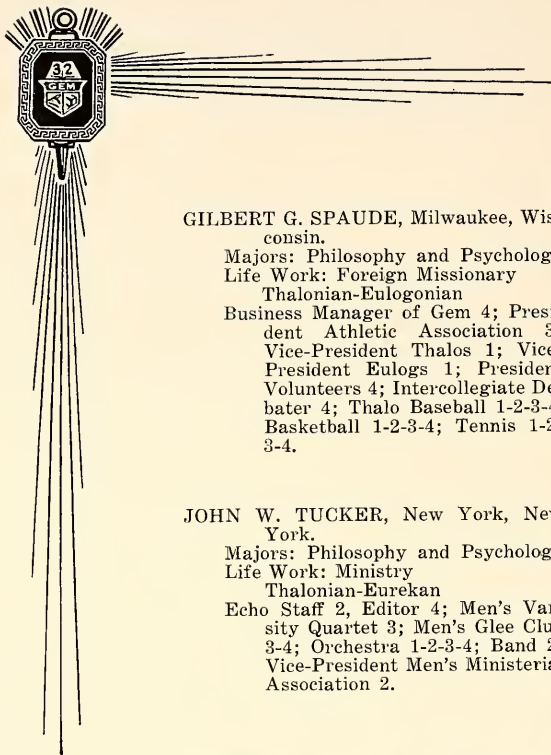 32
GEM
GILBERT G. SPAUDE, Milwaukee, Wis
consin.
Majors: Philosophy and Psycholog
Life Work: Foreign Missionary
Thalonian-Eulogonian
Business Manager of Gem 4; Presi
dent Athletic Association 3
Vice-President Thalos 1; Vice
President Eulogs 1; Presiden
Volunteers 4; Intercollegiate De
bater 4; Thalo Baseball 1-2-3-4
Basketball 1-2-3-4; Tennis 1-2
3-4.
JOHN W. TUCKER, New York, Nev
York.
Majors: Philosophy and Psycholog
Life Work: Ministry
Thalonian-Eurekan
Echo Staff 2, Editor 4; Men's Var
sity Quartet 3; Men's Glee Clu
3-4; Orchestra 1-2-3-4; Band 2
Vice-President Men's Ministeria
Association 2.